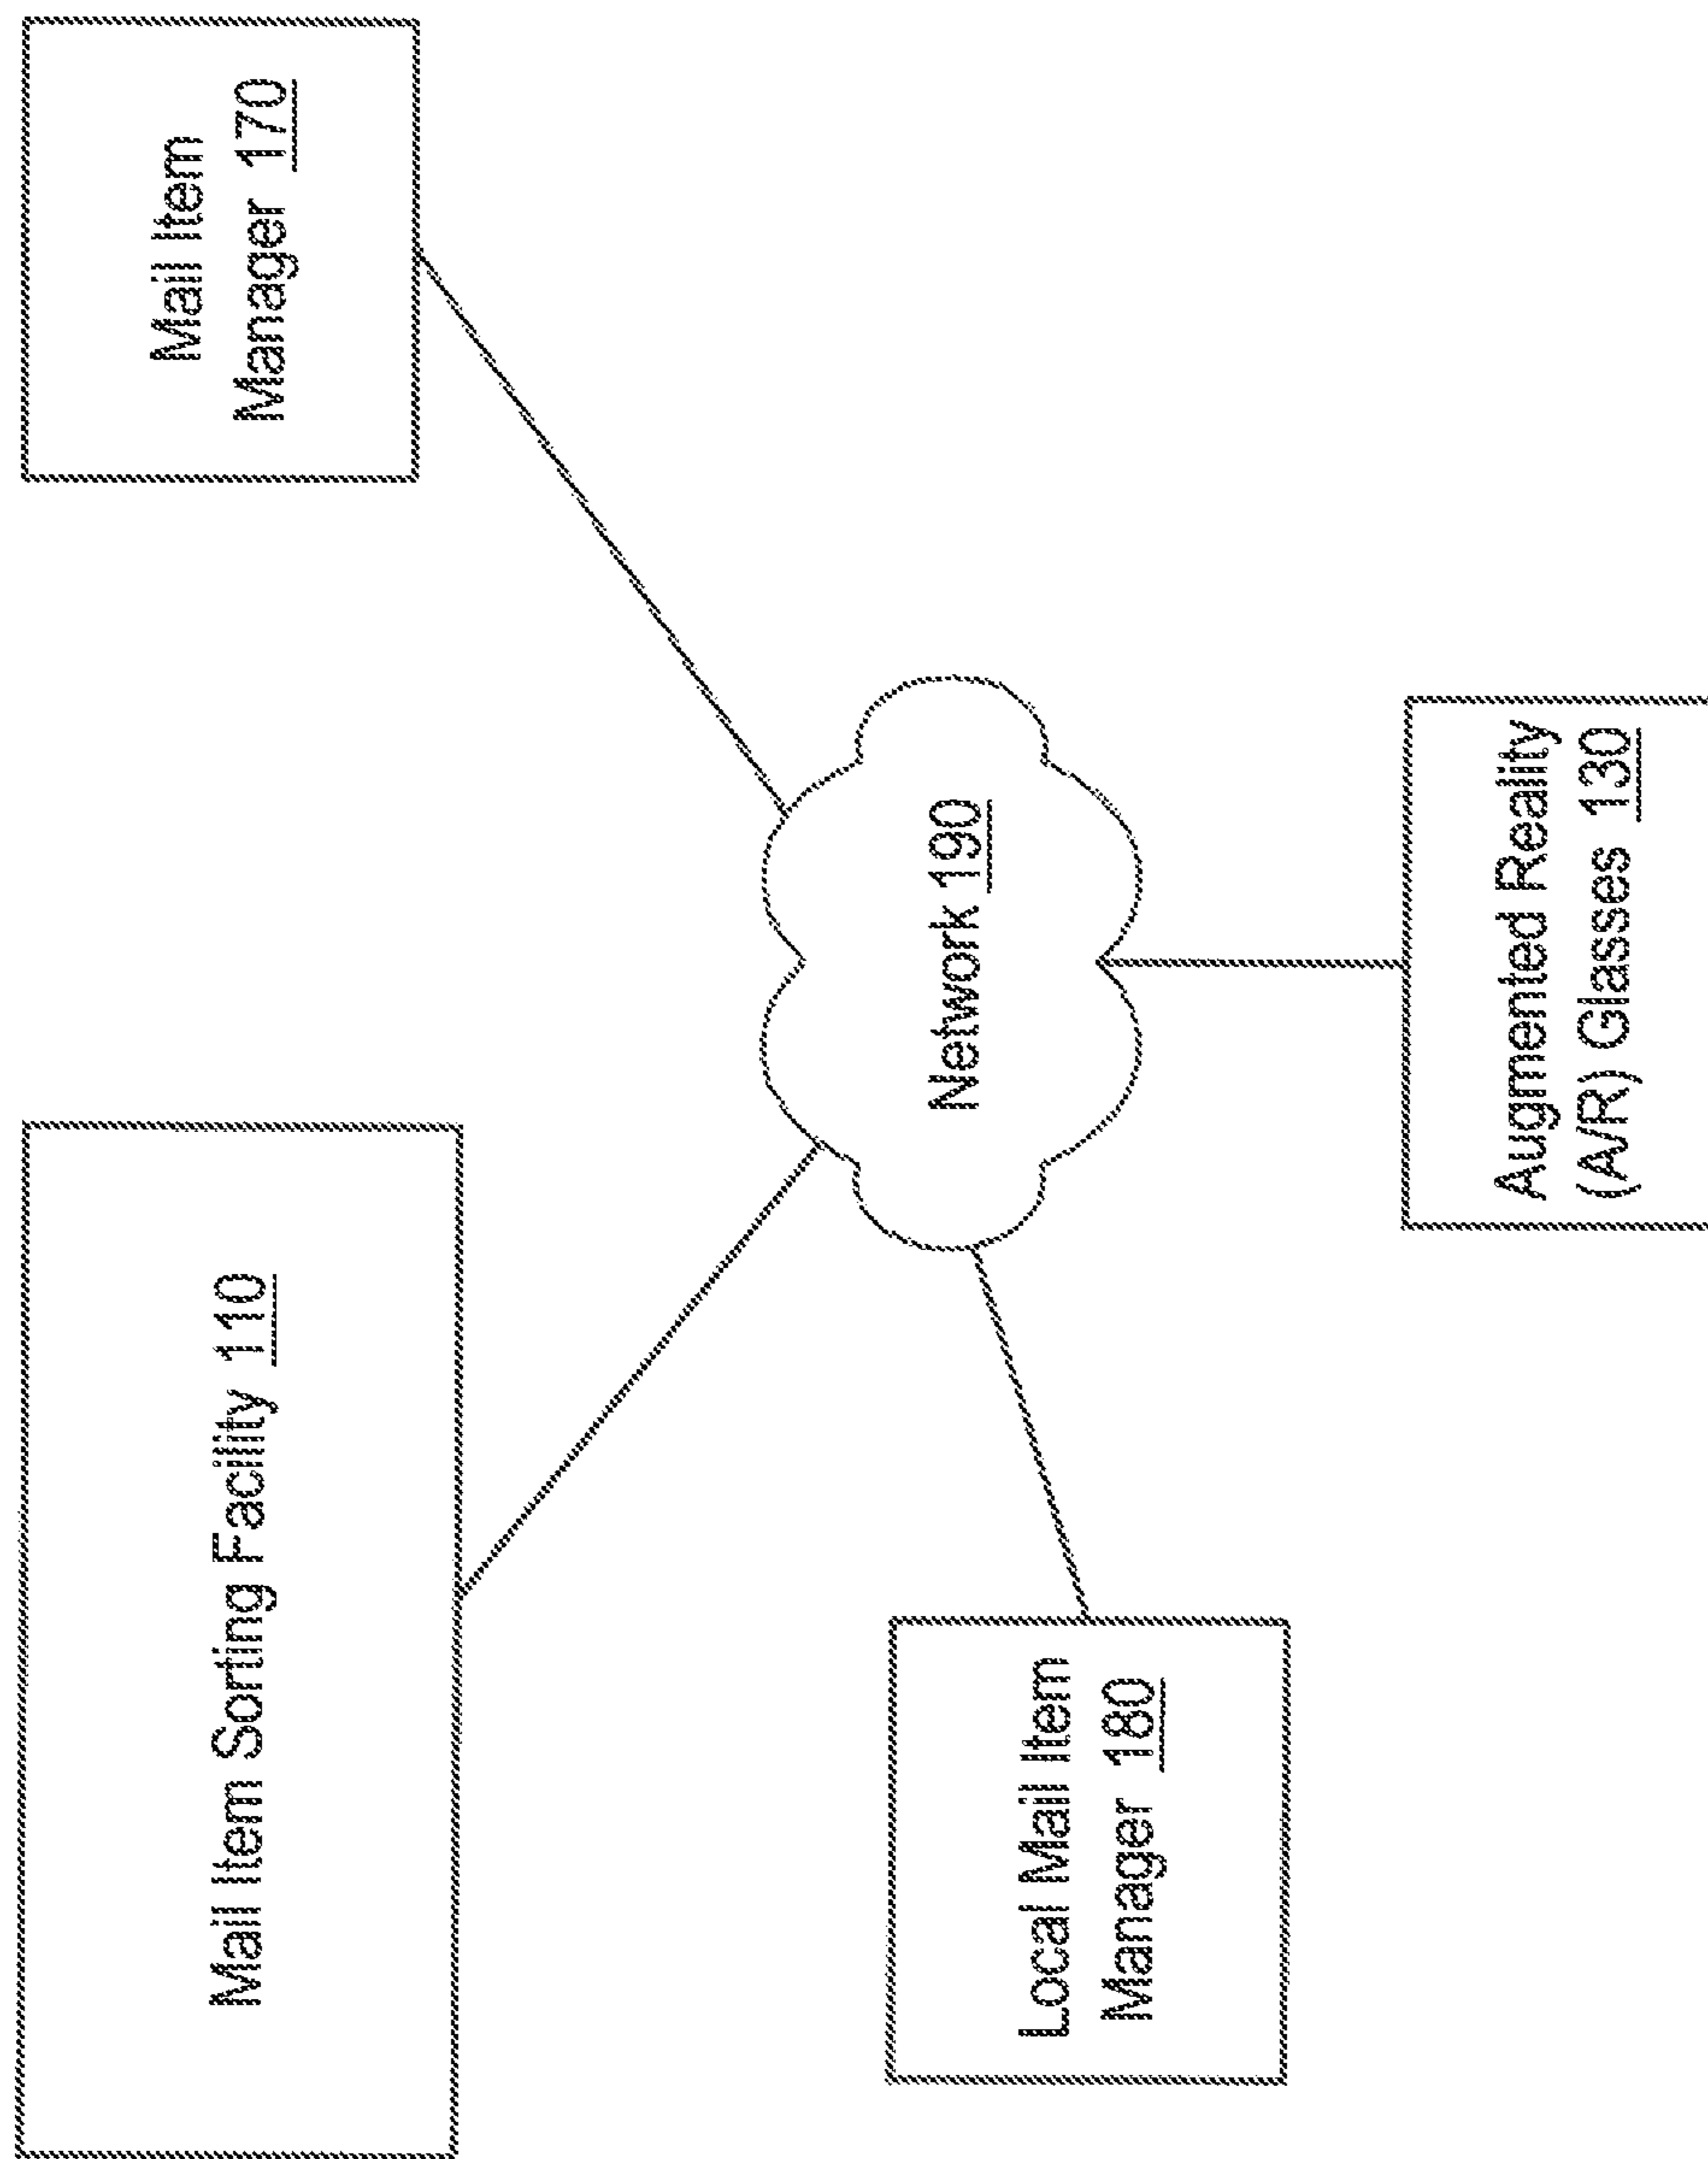 Mail Item Sorting Facility 110
Mail Item
Manager 170
Network 190
Local Mail Item
Manager 180
Augmented Reality
(A/R) Glasses 130